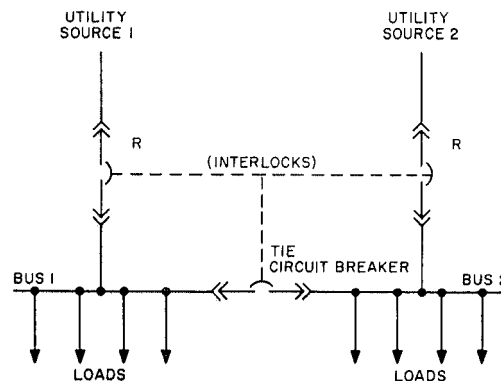 UTILITY
SOURCE 1
UTILITY
SOURCE 2
R
R
(INTERLOCKS)
TIE
CIRCUIT BREAKER
BUS 1
BUS 2
LOADS
LOADS